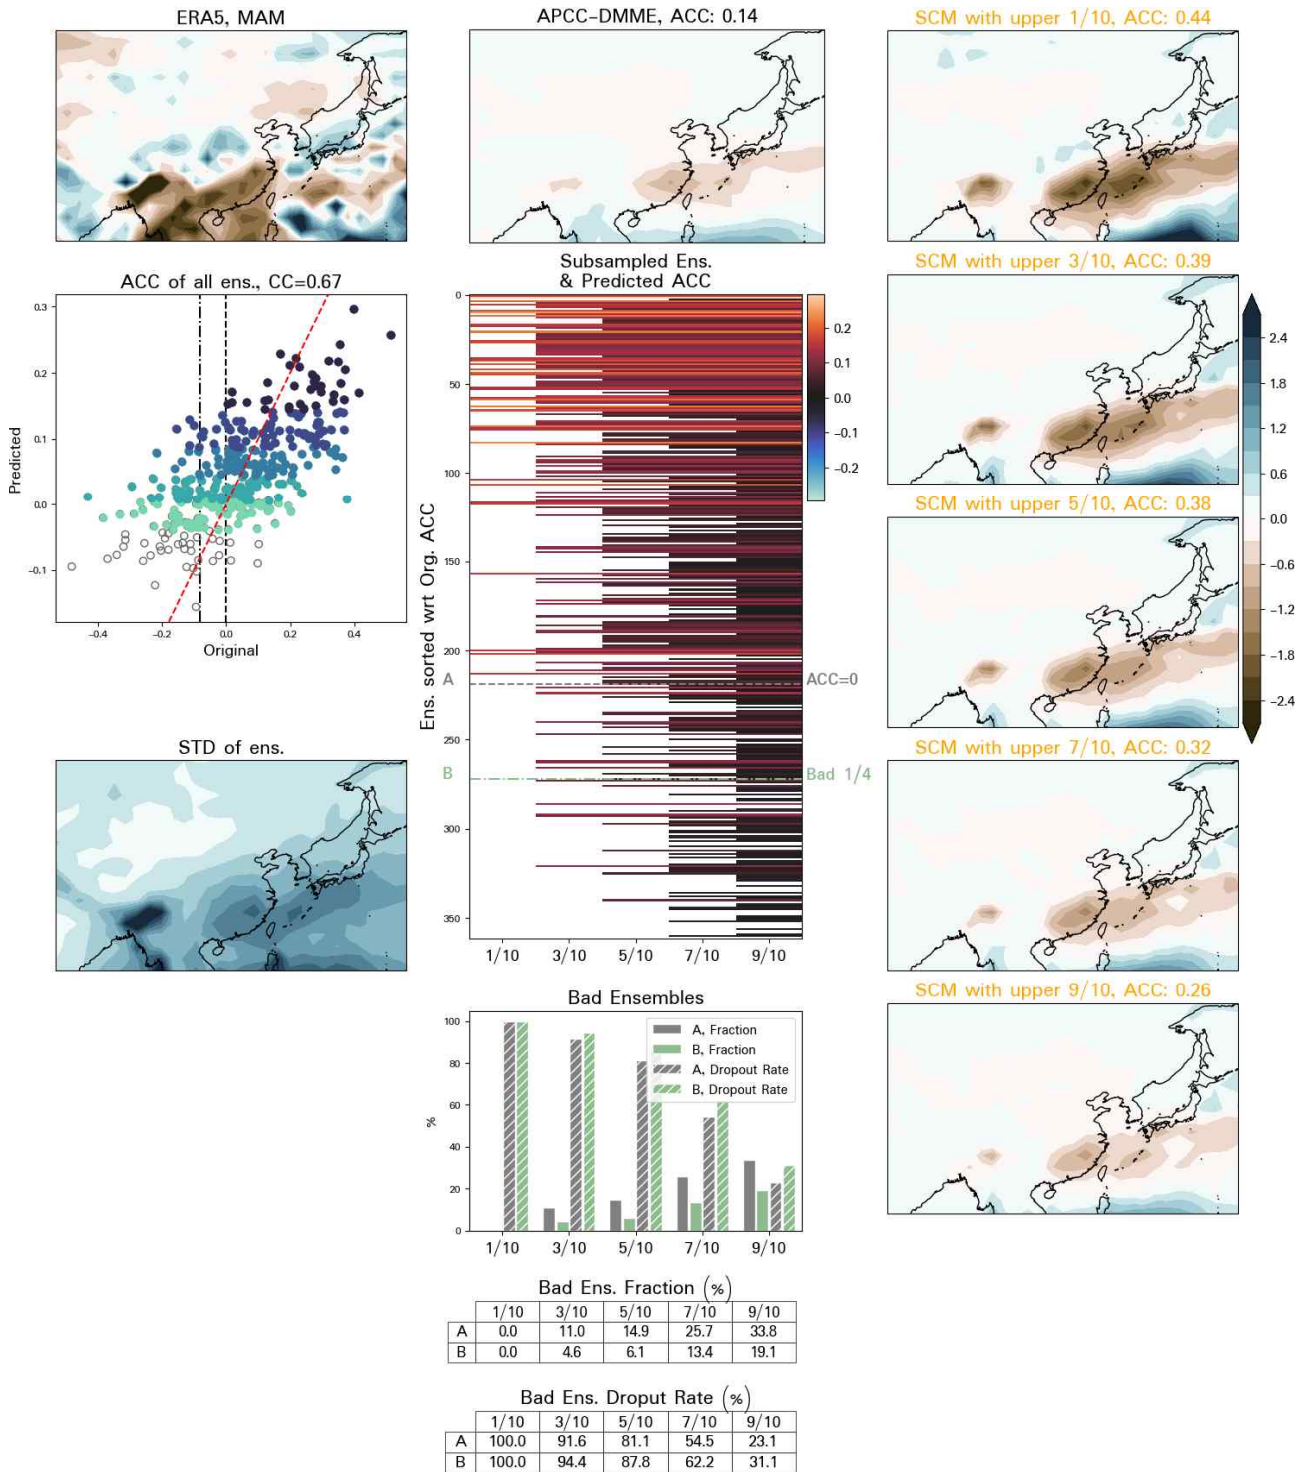 ERA5, MAM
APCC-DMME, ACC: 0.14
SCM with upper 1/10, ACC: 0.44
ACC of all ens., CC=0.67
0.3
0.2
0.1
0.0
−0.1
Predicted
−0.4
−0.2
0.0
0.2
0.4
Original
Subsampled Ens.
& Predicted ACC
0
50
100
150
200
250
300
350
Ens. sorted wrt Org. ACC
A
ACC=0
B
Bad 1/4
1/10
3/10
5/10
7/10
9/10
0.2
0.1
0.0
−0.1
−0.2
SCM with upper 3/10, ACC: 0.39
SCM with upper 5/10, ACC: 0.38
SCM with upper 7/10, ACC: 0.32
SCM with upper 9/10, ACC: 0.26
2.4
1.8
1.2
0.6
0.0
−0.6
−1.2
−1.8
−2.4
STD of ens.
Bad Ensembles
100
80
60
40
20
0
%
A, Fraction
B, Fraction
A, Dropout Rate
B, Dropout Rate
1/10
3/10
5/10
7/10
9/10
Bad Ens. Fraction (%)
1/10 3/10 5/10 7/10 9/10
A 0.0 11.0 14.9 25.7 33.8
B 0.0 4.6 6.1 13.4 19.1
Bad Ens. Droput Rate (%)
1/10 3/10 5/10 7/10 9/10
A 100.0 91.6 81.1 54.5 23.1
B 100.0 94.4 87.8 62.2 31.1